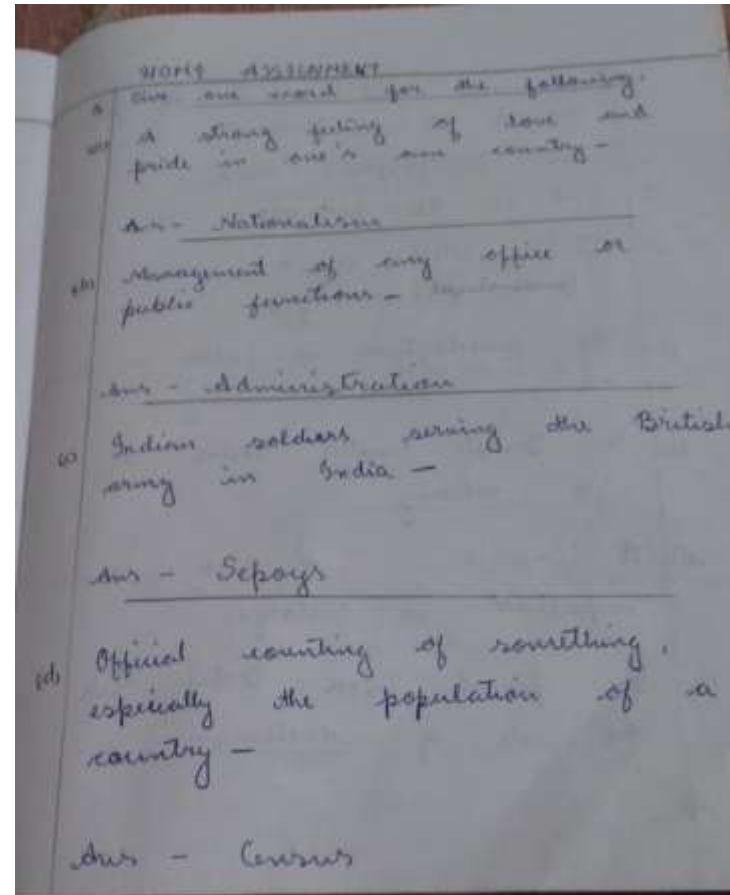 HOME ASSIGNMENT
Give one word for the following.
(a) A strong feeling of love and
pride in one's own country -
Ans - Nationalism
(b) Management of any office or
public functions -
Ans - Administration
(c) Indian soldiers serving the British
army in India -
Ans - Sepoys
(d) Official counting of something,
especially the population of a
country -
Ans - Census